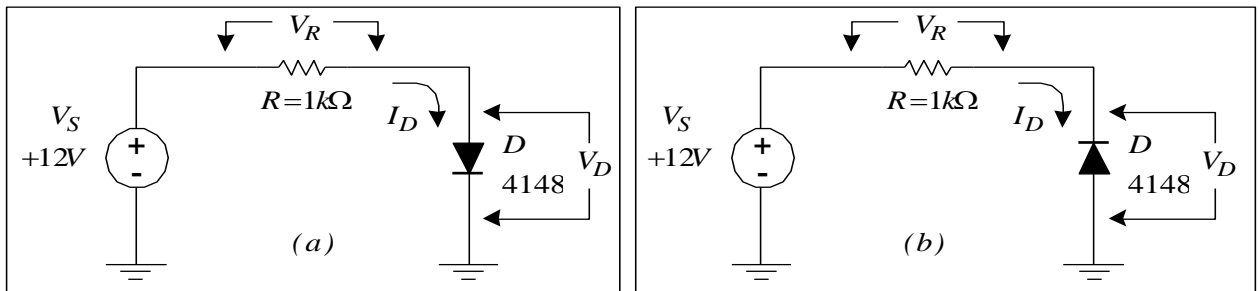 V_R
R=1kΩ
V_S
+12V
+
-
I_D
D
4148
V_D
(a)
V_R
R=1kΩ
V_S
+12V
+
-
I_D
D
4148
V_D
(b)